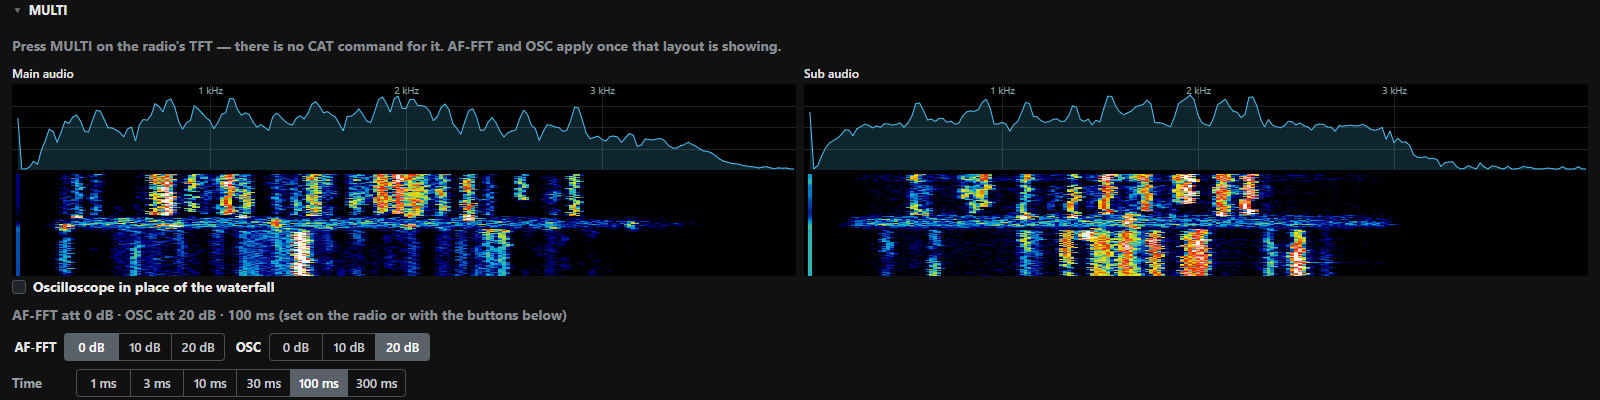 MULTI
Press MULTI on the radio's TFT — there is no CAT command for it. AF-FFT and OSC apply once that layout is showing.
Main audio
1 kHz 2 kHz 3 kHz
Sub audio
1 kHz 2 kHz 3 kHz
Oscilloscope in place of the waterfall
AF-FFT att 0 dB · OSC att 20 dB · 100 ms (set on the radio or with the buttons below)
AF-FFT 0 dB 10 dB 20 dB OSC 0 dB 10 dB 20 dB
Time 1 ms 3 ms 10 ms 30 ms 100 ms 300 ms